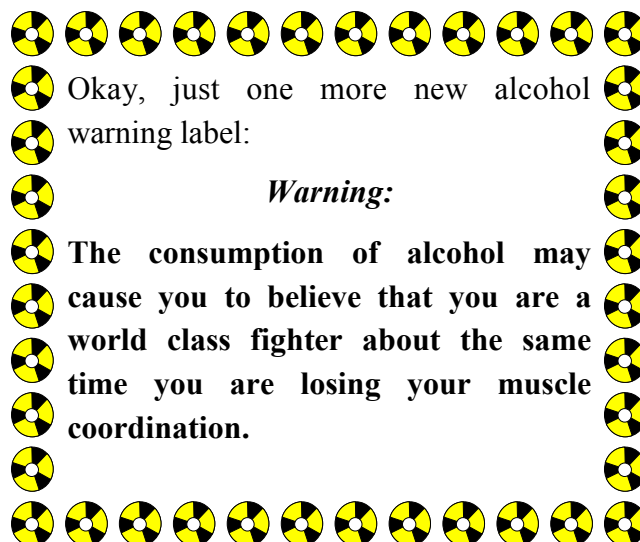 Okay, just one more new alcohol
warning label:
Warning:
The consumption of alcohol may
cause you to believe that you are a
world class fighter about the same
time you are losing your muscle
coordination.